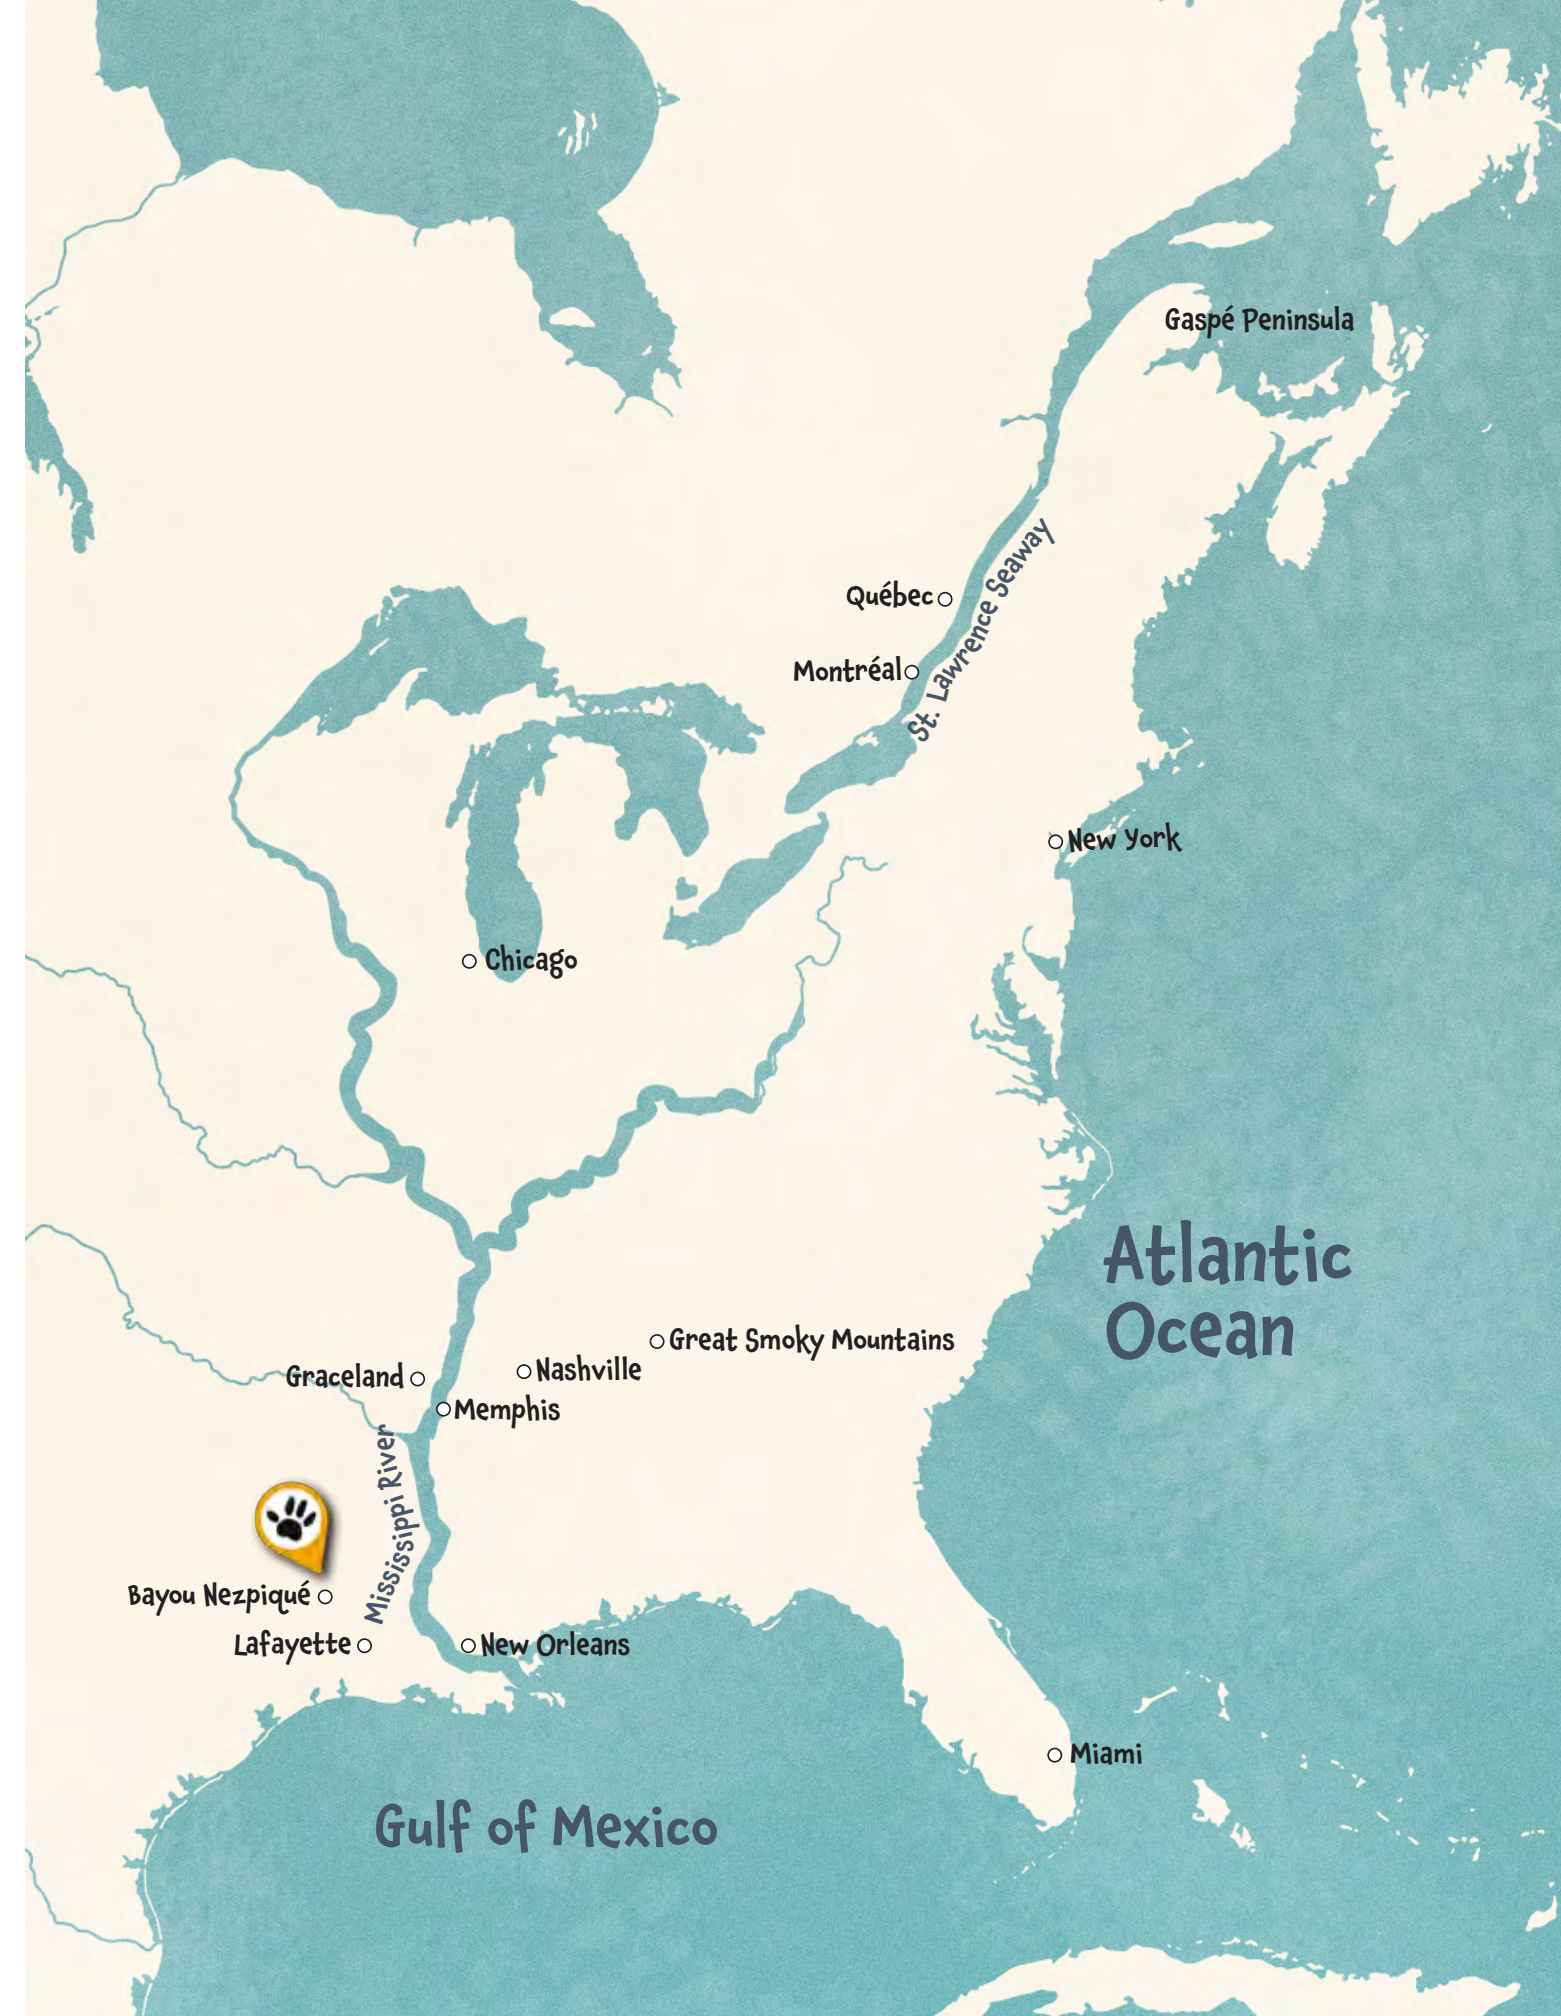 Gaspé Peninsula
Québec
St. Lawrence Seaway
Montréal
New York
Chicago
Atlantic
Ocean
Great Smoky Mountains
Nashville
Graceland
Memphis
Mississippi River
Bayou Nezpiqué
Lafayette
New Orleans
Miami
Gulf of Mexico